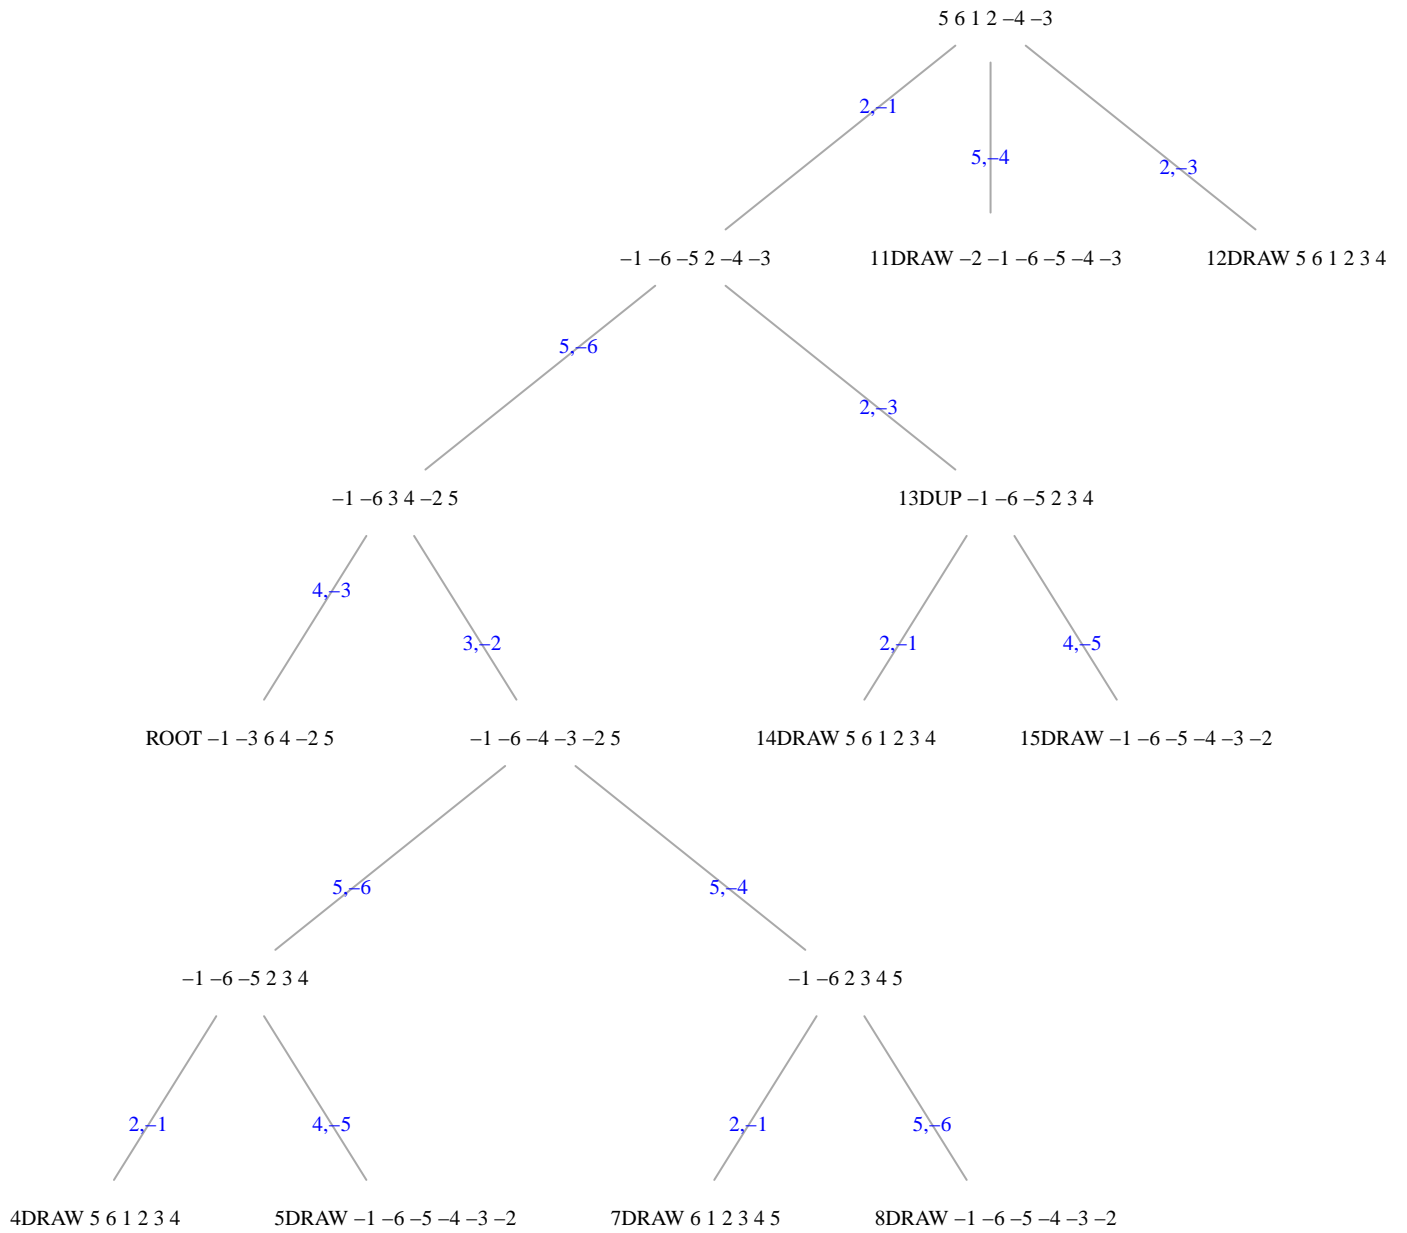 5 6 1 2 –4 –3
2,–1
5,–4
2,–3
–1 –6 –5 2 –4 –3
11DRAW –2 –1 –6 –5 –4 –3
12DRAW 5 6 1 2 3 4
5,–6
2,–3
–1 –6 3 4 –2 5
13DUP –1 –6 –5 2 3 4
4,–3
3,–2
2,–1
4,–5
ROOT –1 –3 6 4 –2 5
–1 –6 –4 –3 –2 5
14DRAW 5 6 1 2 3 4
15DRAW –1 –6 –5 –4 –3 –2
5,–6
5,–4
–1 –6 –5 2 3 4
–1 –6 2 3 4 5
2,–1
4,–5
2,–1
5,–6
4DRAW 5 6 1 2 3 4
5DRAW –1 –6 –5 –4 –3 –2
7DRAW 6 1 2 3 4 5
8DRAW –1 –6 –5 –4 –3 –2